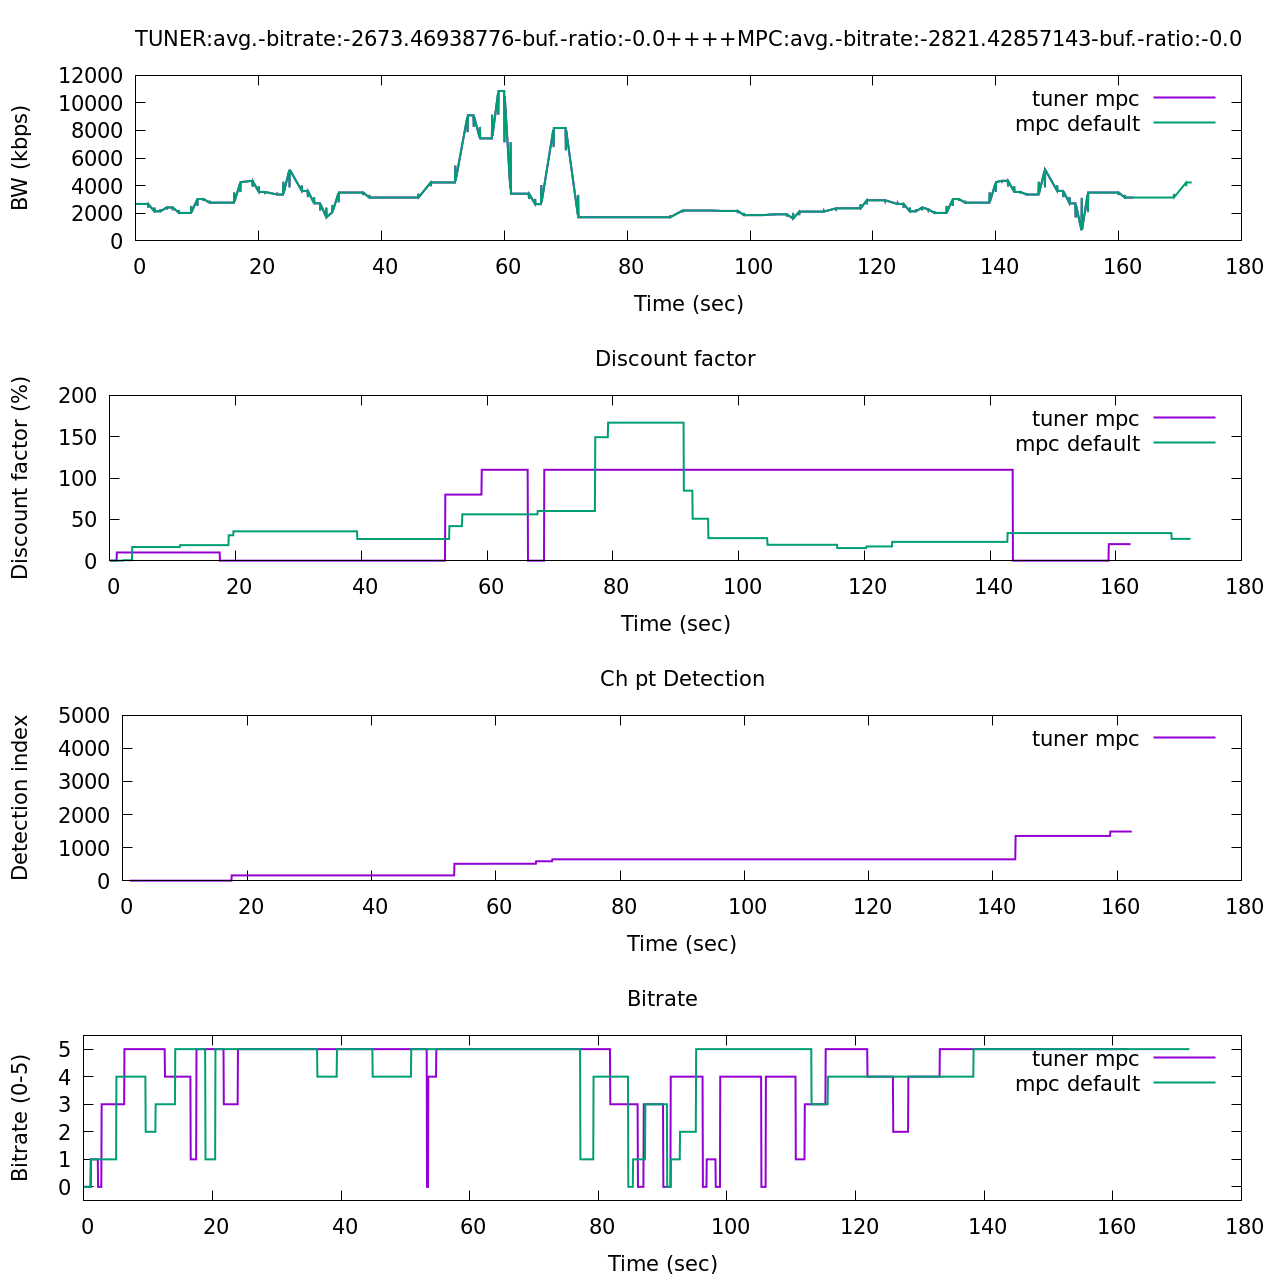 TUNER:avg.-bitrate:-2673.46938776-buf.-ratio:-0.0++++MPC:avg.-bitrate:-2821.42857143-buf.-ratio:-0.0
BW (kbps)
12000
10000
8000
6000
4000
2000
0
tuner mpc
mpc default
0 20 40 60 80 100 120 140 160 180
Time (sec)
Discount factor
Discount factor (%)
200
150
100
50
0
tuner mpc
mpc default
0 20 40 60 80 100 120 140 160 180
Time (sec)
Ch pt Detection
Detection index
5000
4000
3000
2000
1000
0
tuner mpc
0 20 40 60 80 100 120 140 160 180
Time (sec)
Bitrate
Bitrate (0-5)
5
4
3
2
1
0
tuner mpc
mpc default
0 20 40 60 80 100 120 140 160 180
Time (sec)